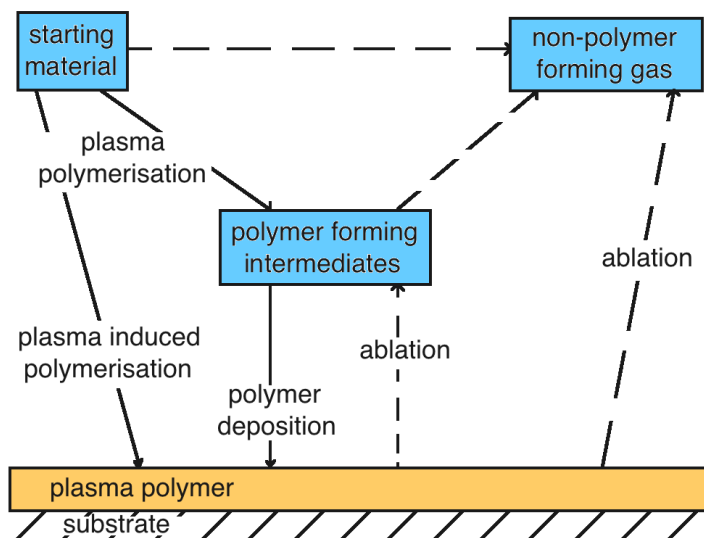 starting
material
non-polymer
forming gas
plasma
polymerisation
polymer forming
intermediates
ablation
plasma induced
polymerisation
ablation
polymer
deposition
plasma polymer
substrate